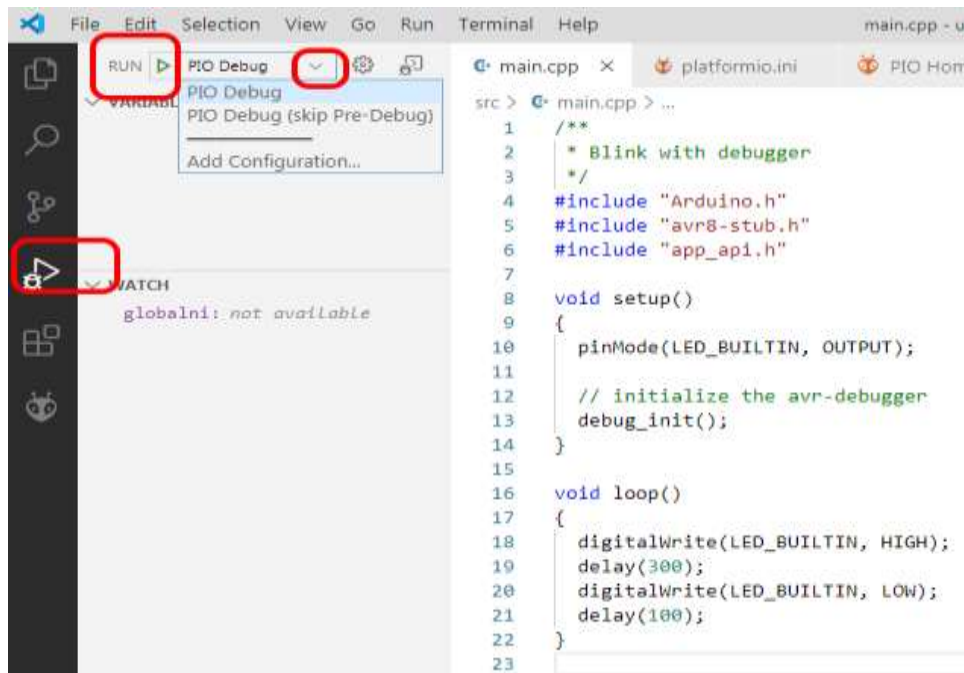 File Edit Selection View Go Run Terminal Help main.cpp - u
RUN PIO Debug
PIO Debug
PIO Debug (skip Pre-Debug)
Add Configuration...
VARIABL
WATCH
globalni: not available
main.cpp × platformio.ini PIO Hom
src > main.cpp > ...
1 /**
2 * Blink with debugger
3 */
4 #include "Arduino.h"
5 #include "avr8-stub.h"
6 #include "app_api.h"
7
8 void setup()
9 {
10 pinMode(LED_BUILTIN, OUTPUT);
11
12 // initialize the avr-debugger
13 debug_init();
14 }
15
16 void loop()
17 {
18 digitalWrite(LED_BUILTIN, HIGH);
19 delay(300);
20 digitalWrite(LED_BUILTIN, LOW);
21 delay(100);
22 }
23